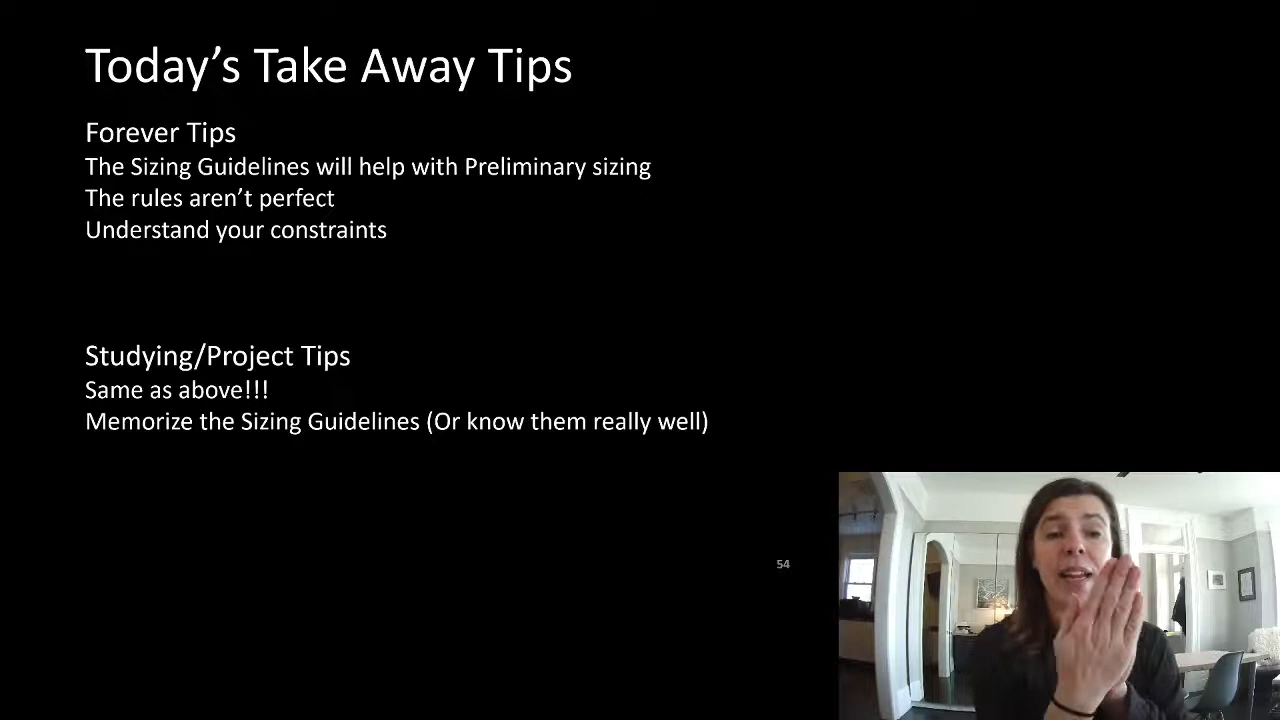 Today’s Take Away Tips
Forever Tips
The Sizing Guidelines will help with Preliminary sizing
The rules aren’t perfect
Understand your constraints
Studying/Project Tips
Same as above!!!
Memorize the Sizing Guidelines (Or know them really well)
54